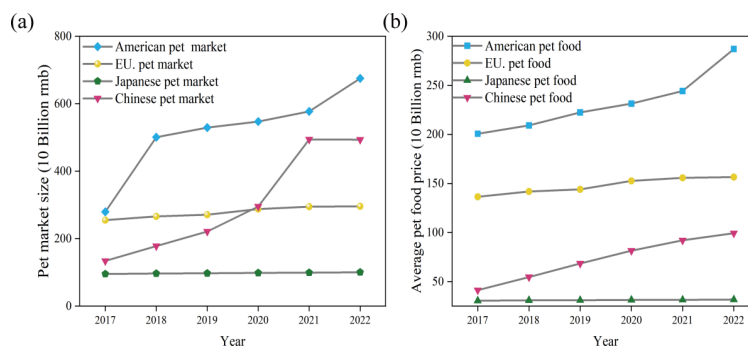 (a)
American pet  market
EU. pet market
Japanese pet market
Chinese pet market
Pet market size (10 Billion rmb)
800
600
400
200
0
2017 2018 2019 2020 2021 2022
Year
(b)
American pet food
EU. pet food
Japanese pet food
Chinese pet food
Average pet food price (10 Billion rmb)
300
250
200
150
100
50
2017 2018 2019 2020 2021 2022
Year